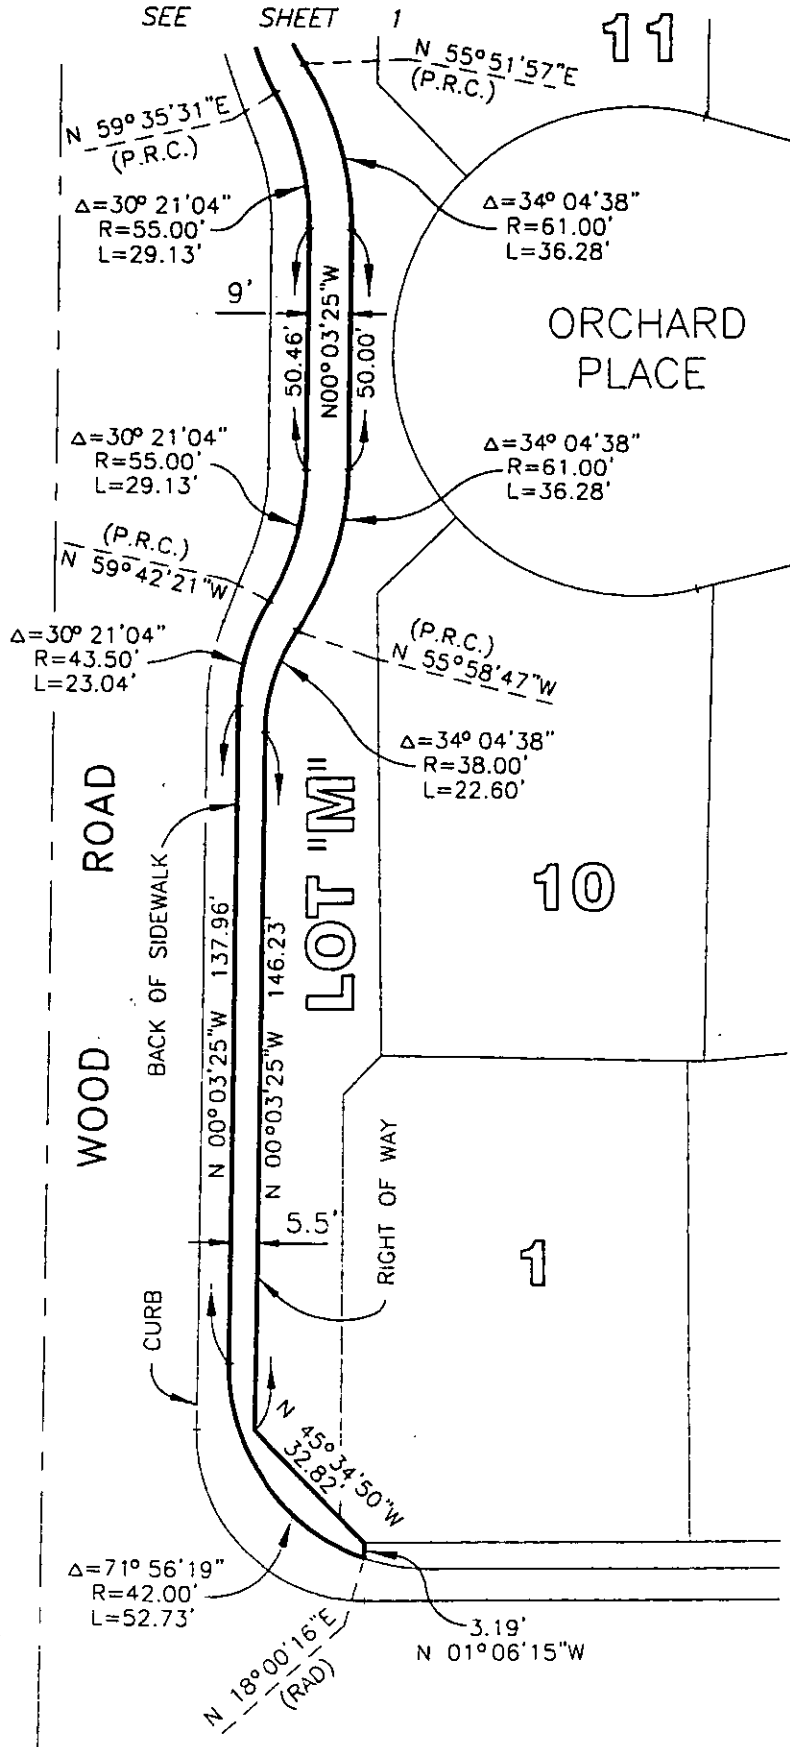 SEE SHEET 1
11
N 55°51'57"E
(P.R.C.)
N 59°35'31"E
(P.R.C.)
Δ=30° 21'04"
R=55.00'
L=29.13'
Δ=34° 04'38"
R=61.00'
L=36.28'
9'
50.46'
N00°03'25"W
50.00'
ORCHARD
PLACE
Δ=30° 21'04"
R=55.00'
L=29.13'
Δ=34° 04'38"
R=61.00'
L=36.28'
(P.R.C.)
N 59°42'21"W
(P.R.C.)
N 55°58'47"W
Δ=30° 21'04"
R=43.50'
L=23.04'
Δ=34° 04'38"
R=38.00'
L=22.60'
WOOD ROAD
BACK OF SIDEWALK
N 00°03'25"W 137.96'
N 00°03'25"W 146.23'
LOT "M"
10
5.5'
RIGHT OF WAY
1
CURB
N 45°34'50"W
32.82'
Δ=71° 56'19"
R=42.00'
L=52.73'
3.19'
N 01°06'15"W
N 18°00'16"E
(RAD)